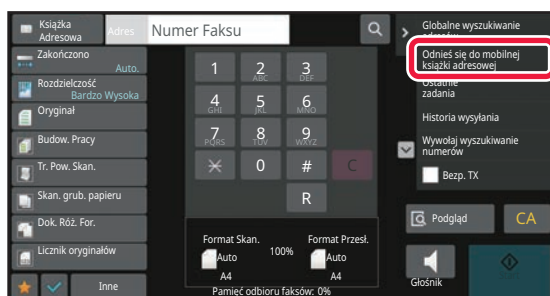 Książka
Adresowa
Adres
Numer Faksu
Zakończono
Auto.
Rozdzielczość
Bardzo Wysoka
Oryginał
Budow. Pracy
Tr. Pow. Skan.
Skan. grub. papieru
Dok. Róż. For.
Licznik oryginałów
Inne
1
2
ABC
3
DEF
4
GHI
5
JKL
6
MNO
7
PQRS
8
TUV
9
WXYZ
0
#
C
R
Format Skan.
Auto
A4
100%
Format Przesł.
Auto
A4
Pamięć odbioru faksów: 0%
Globalne wyszukiwanie
adresów
Odnieś się do mobilnej
książki adresowej
Ostatnie
zadania
Historia wysyłania
Wywołaj wyszukiwanie
numerów
Bezp. TX
Podgląd
CA
Głośnik
Start